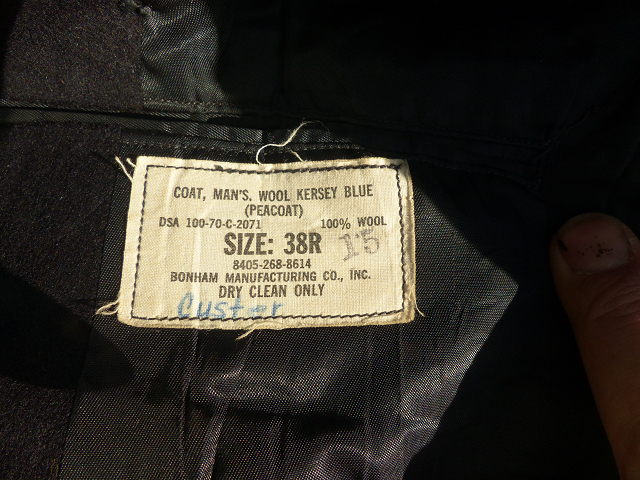 COAT, MAN'S. WOOL KERSEY BLUE
(PEACOAT)
DSA 100-70-C-2071 100% WOOL
SIZE: 38R 15
8405-268-8614
BONHAM MANUFACTURING CO., INC.
DRY CLEAN ONLY
Custer